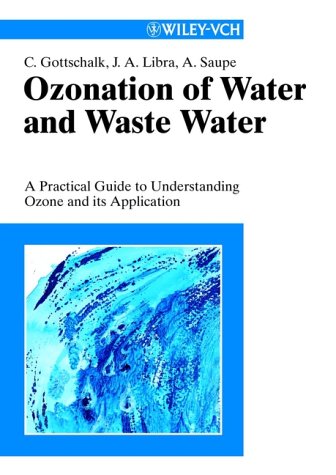 WILEY-VCH
C. Gottschalk, J. A. Libra, A. Saupe
Ozonation of Water
and Waste Water
A Practical Guide to Understanding
Ozone and its Application